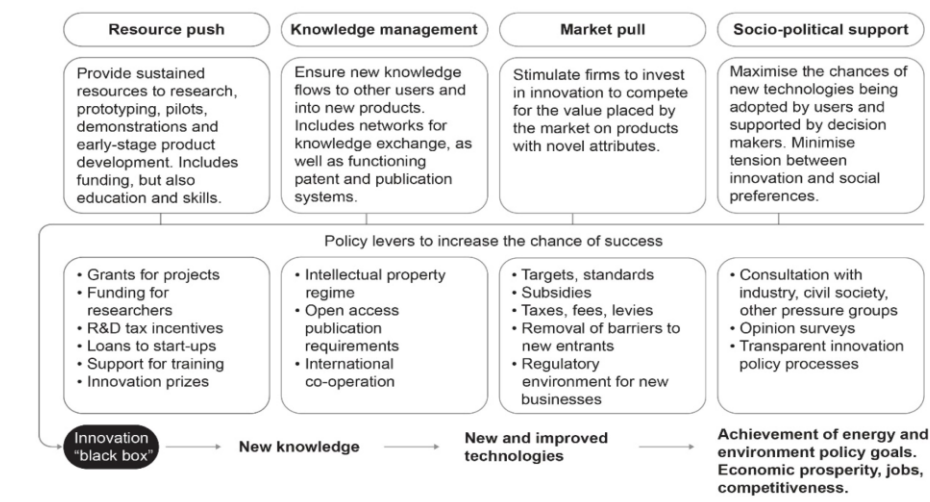 Resource push
Knowledge management
Market pull
Socio-political support
Provide sustained
resources to research,
prototyping, pilots,
demonstrations and
early-stage product
development. Includes
funding, but also
education and skills.
Ensure new knowledge
flows to other users and
into new products.
Includes networks for
knowledge exchange, as
well as functioning
patent and publication
systems.
Stimulate firms to invest
in innovation to compete
for the value placed by
the market on products
with novel attributes.
Maximise the chances of
new technologies being
adopted by users and
supported by decision
makers. Minimise
tension between
innovation and social
preferences.
Policy levers to increase the chance of success
• Grants for projects
• Funding for
researchers
• R&D tax incentives
• Loans to start-ups
• Support for training
• Innovation prizes
• Intellectual property
regime
• Open access
publication
requirements
• International
co-operation
• Targets, standards
• Subsidies
• Taxes, fees, levies
• Removal of barriers to
new entrants
• Regulatory
environment for new
businesses
• Consultation with
industry, civil society,
other pressure groups
• Opinion surveys
• Transparent innovation
policy processes
Innovation
“black box”
New knowledge
New and improved
technologies
Achievement of energy and
environment policy goals.
Economic prosperity, jobs,
competitiveness.